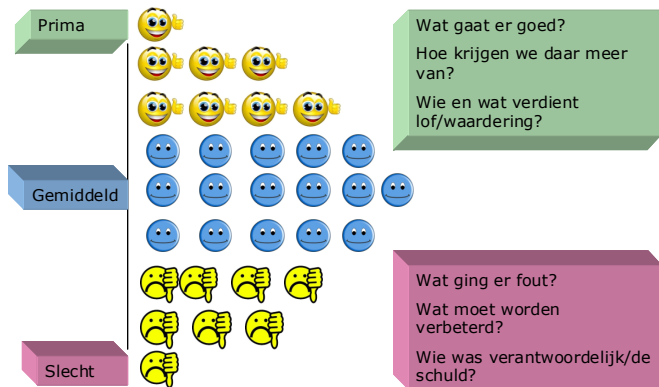 Prima
Wat gaat er goed?
Hoe krijgen we daar meer
van?
Wie en wat verdient
lof/waardering?
Gemiddeld
Wat ging er fout?
Wat moet worden
verbeterd?
Wie was verantwoordelijk/de
schuld?
Slecht